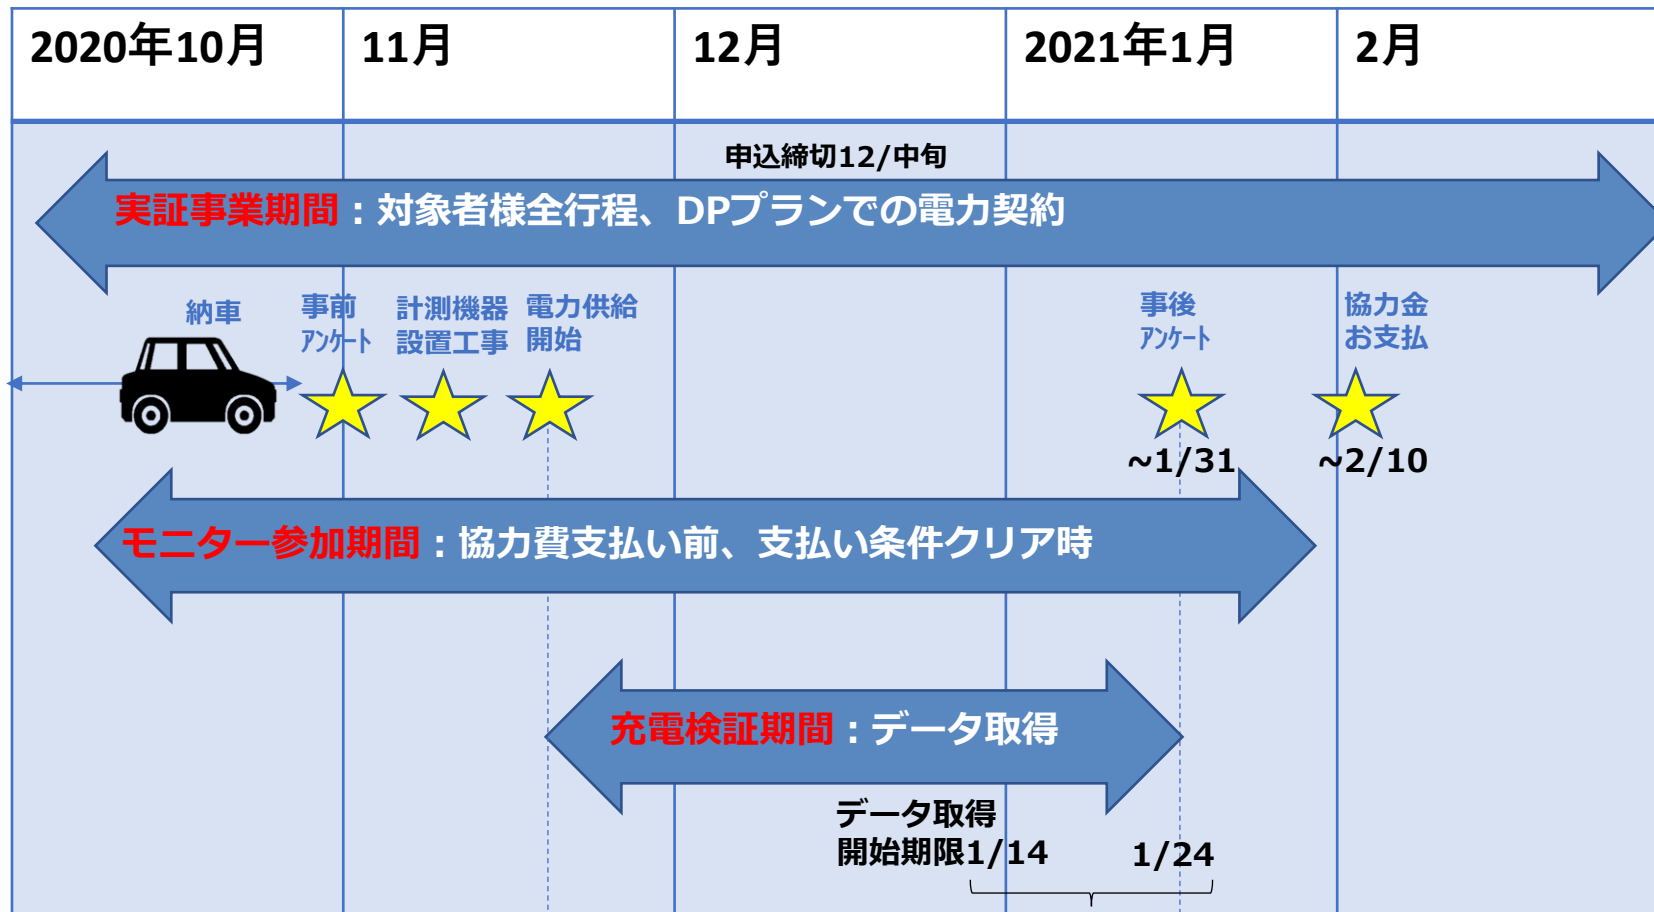 2020年10月
11月
12月
2021年1月
2月
申込締切12/中旬
実証事業期間：対象者様全行程、DPプランでの電力契約
納車
事前
ｱﾝｹｰﾄ
計測機器
設置工事
電力供給
開始
事後
ｱﾝｹｰﾄ
協力金
お支払
~1/31
~2/10
モニター参加期間：協力費支払い前、支払い条件クリア時
充電検証期間：データ取得
データ取得
開始期限1/14
1/24